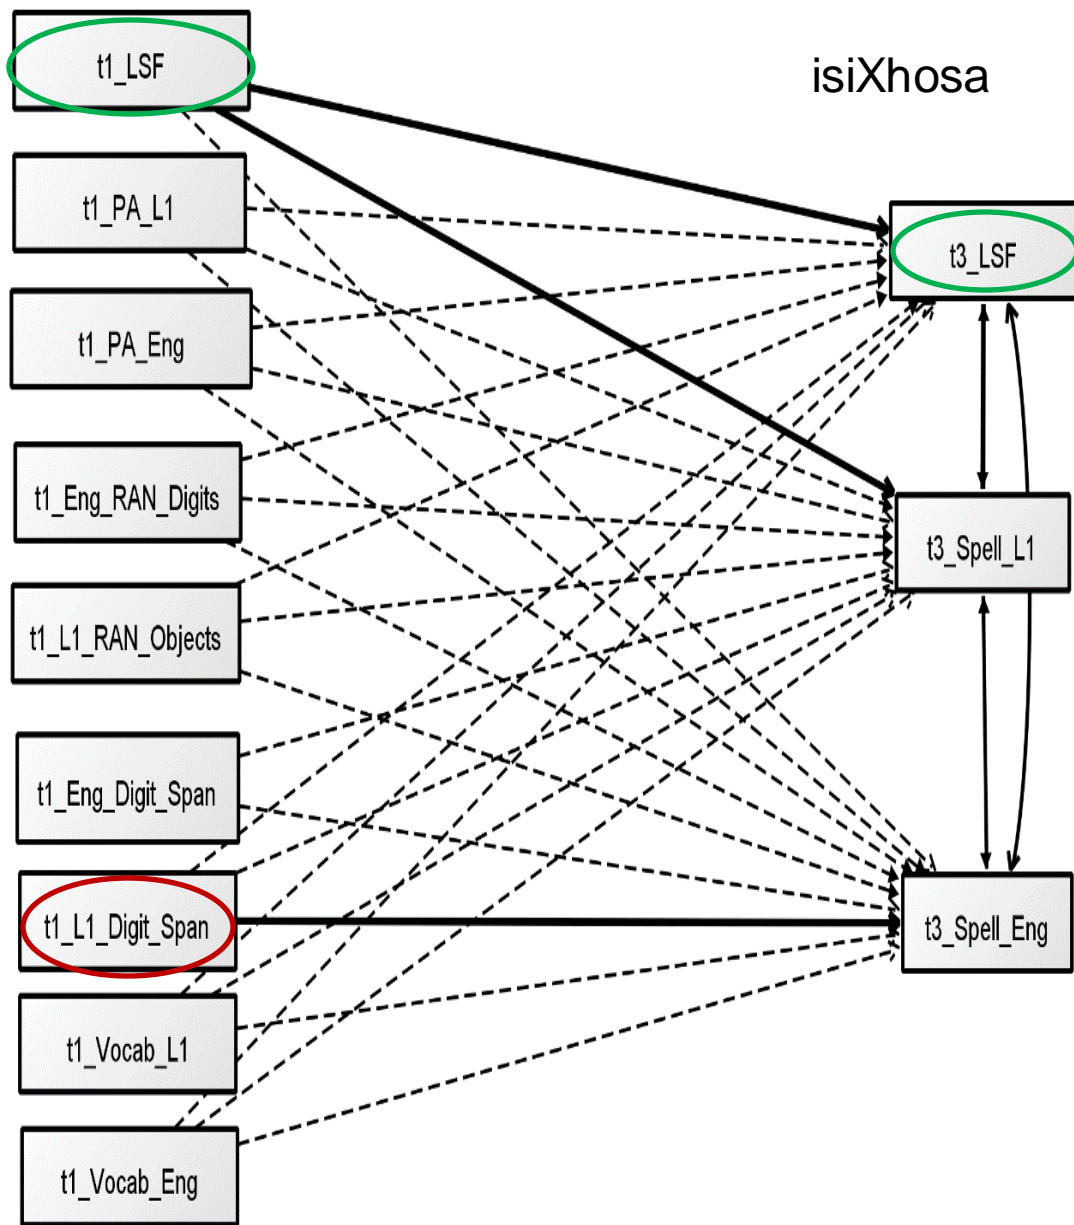 isiXhosa
t1_LSF
t1_PA_L1
t1_PA_Eng
t1_Eng_RAN_Digits
t1_L1_RAN_Objects
t1_Eng_Digit_Span
t1_L1_Digit_Span
t1_Vocab_L1
t1_Vocab_Eng
t3_LSF
t3_Spell_L1
t3_Spell_Eng